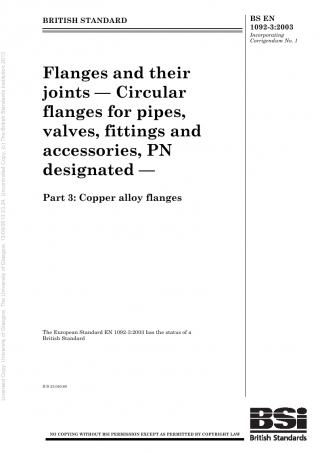 BRITISH STANDARD
BS EN
1092-3:2003
Incorporating
Corrigendum No. 1
Flanges and their
joints — Circular
flanges for pipes,
valves, fittings and
accessories, PN
designated —
Part 3: Copper alloy flanges
The European Standard EN 1092-3:2003 has the status of a
British Standard
ICS 23.040.60
NO COPYING WITHOUT BSI PERMISSION EXCEPT AS PERMITTED BY COPYRIGHT LAW
BSi
British Standards
Licensed Copy: University of Glasgow, The University of Glasgow,
Uncontrolled Copy, (c) The British Standards Institution 2013